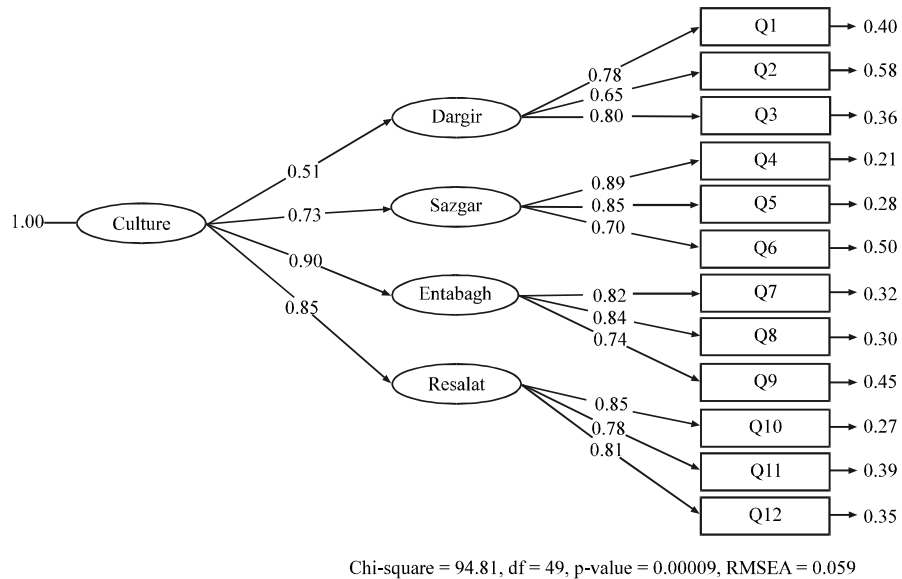 Q1
0.40
Q2
0.58
0.78
0.65
Dargir
0.80
Q3
0.36
Q4
0.21
0.51
0.89
Sazgar
0.85
Q5
0.28
0.73
0.70
1.00
Culture
Q6
0.50
0.90
Entabagh
0.82
Q7
0.32
0.85
0.84
Q8
0.30
0.74
Resalat
Q9
0.45
0.85
Q10
0.27
0.78
0.81
Q11
0.39
Q12
0.35
Chi-square = 94.81, df = 49, p-value = 0.00009, RMSEA = 0.059